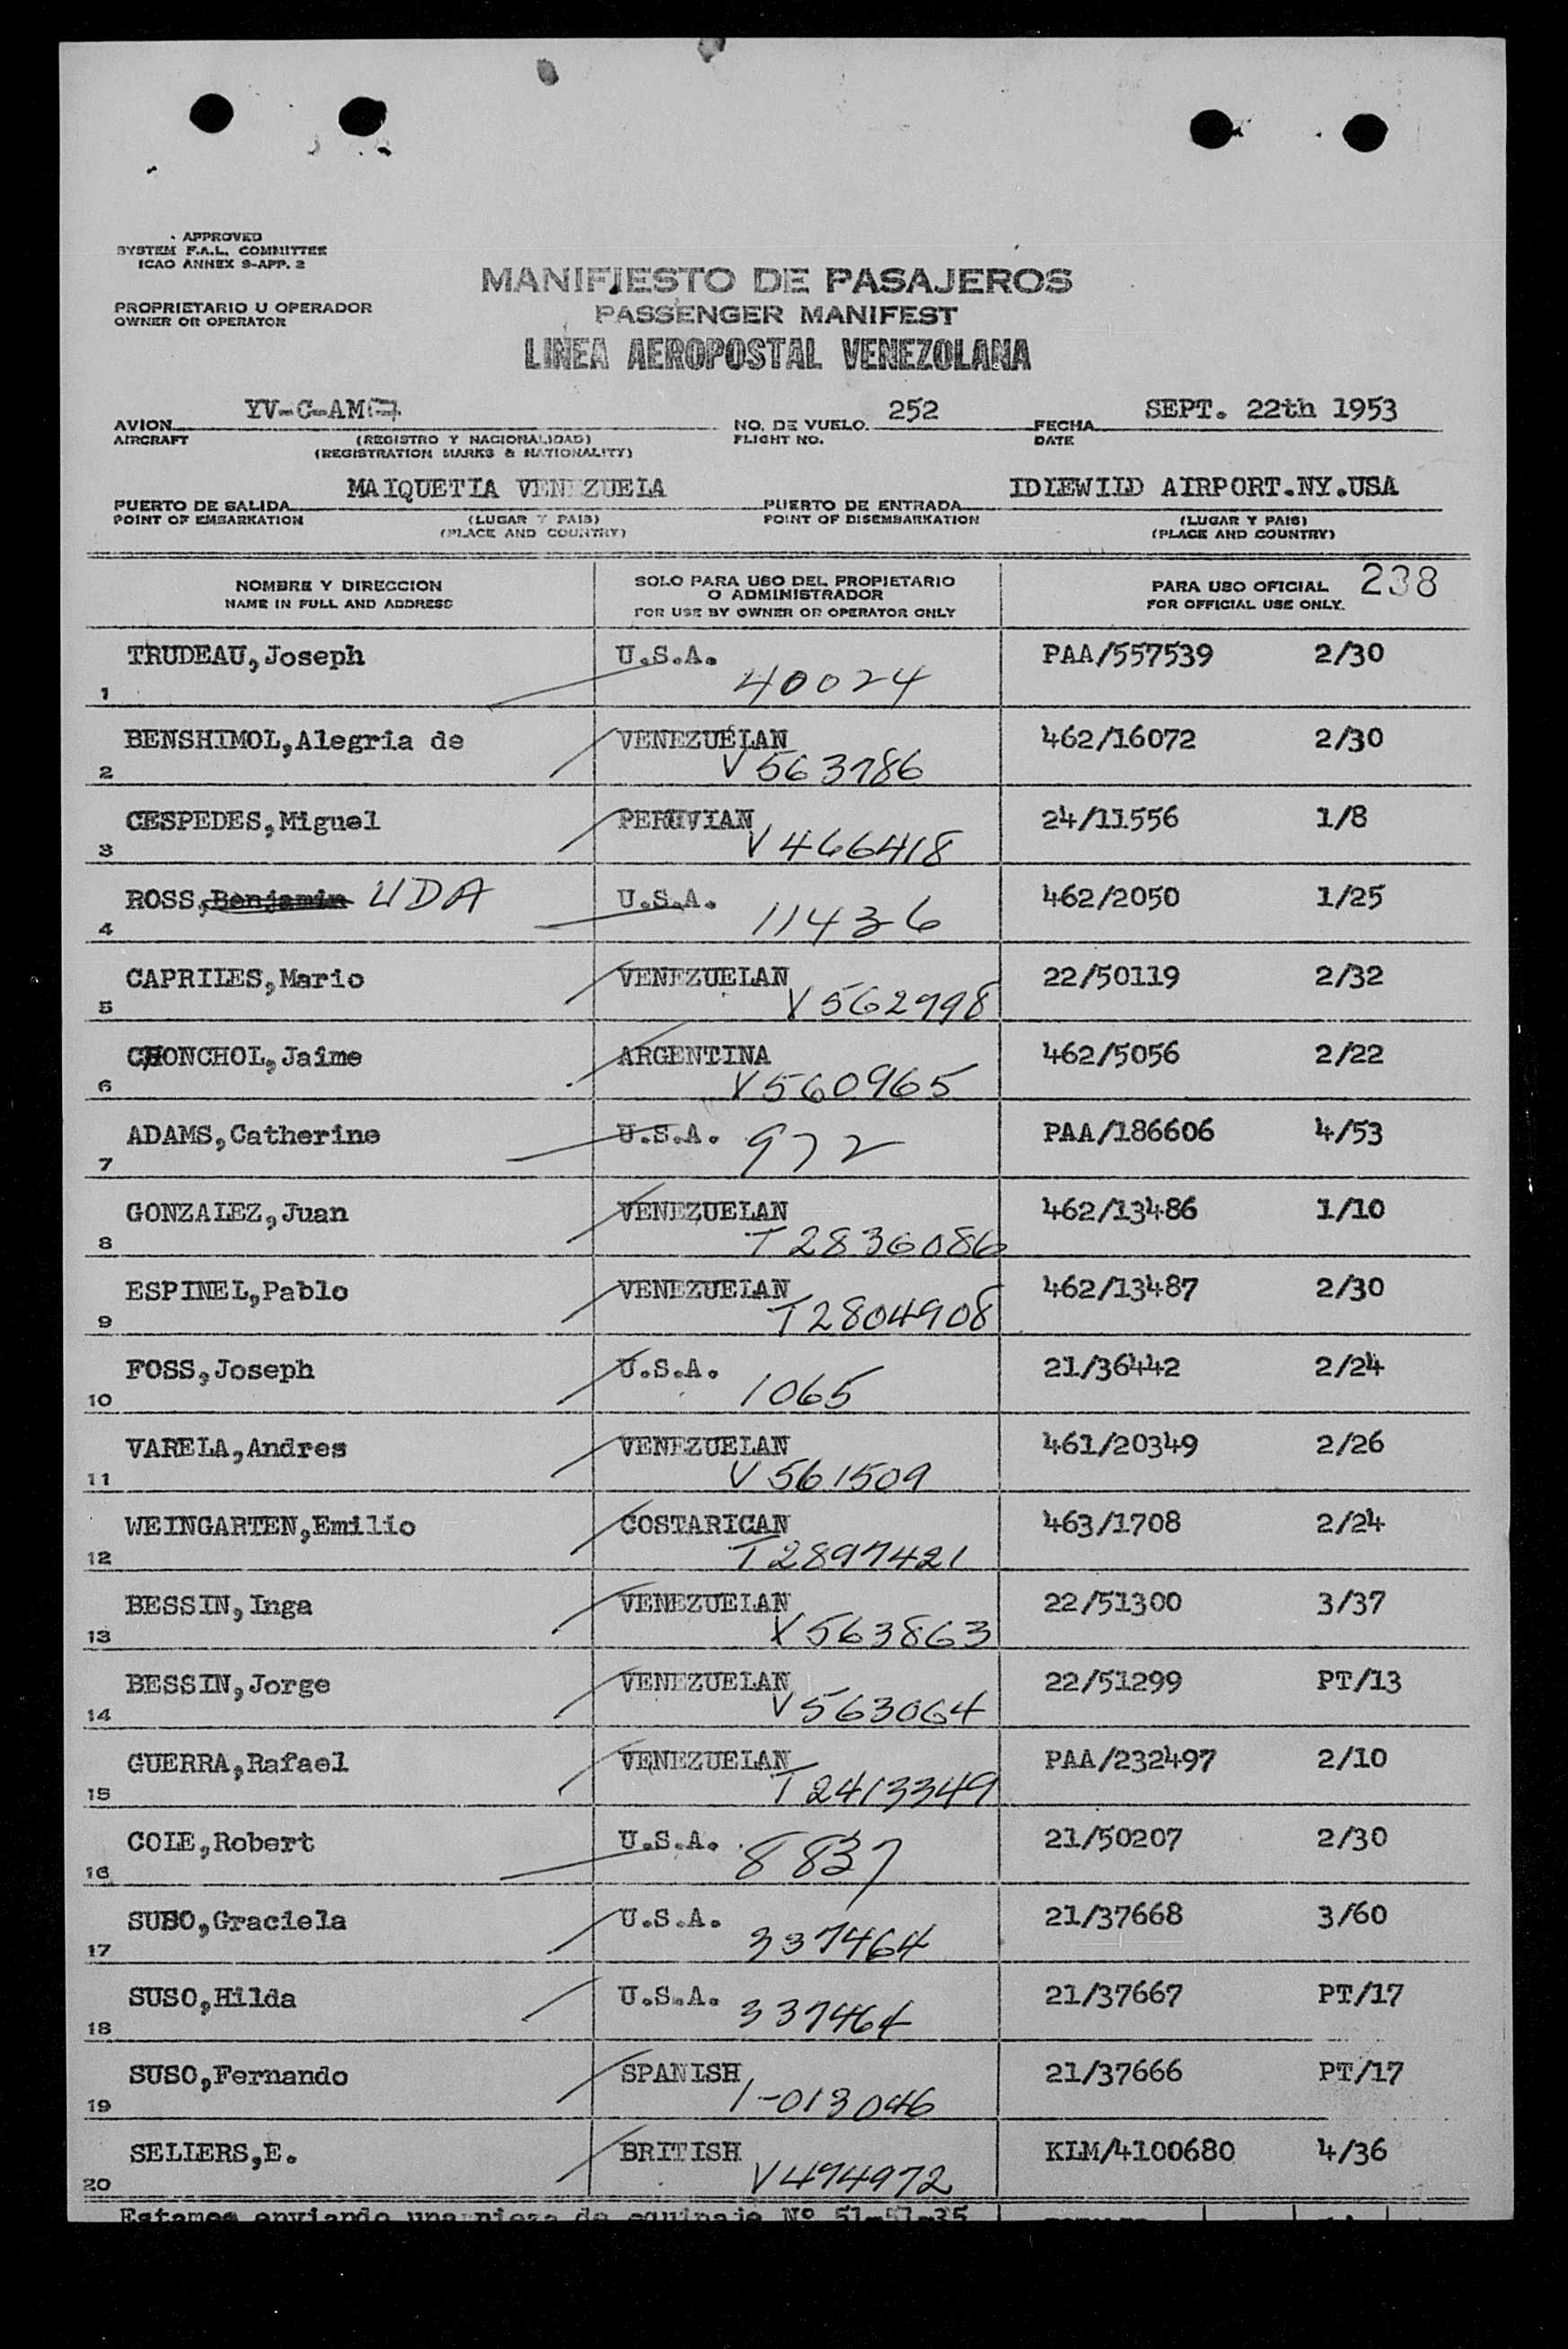 APPROVED
SYSTEM F.A.L. COMMITTEE
ICAO ANNEX 9-APP. 2
MANIFIESTO DE PASAJEROS
PROPRIETARIO U OPERADOR
OWNER OR OPERATOR
PASSENGER MANIFEST
LINEA AEROPOSTAL VENEZOLANA
AVION YV-C-AM NO. DE VUELO 252 FECHA SEPT. 22th 1953
AIRCRAFT (REGISTRO Y NACIONALIDAD) FLIGHT NO. DATE
(REGISTRATION MARKS & NATIONALITY)
PUERTO DE SALIDA MAIQUETIA VENEZUELA PUERTO DE ENTRADA IDLEWILD AIRPORT.NY.USA
POINT OF EMBARKATION (LUGAR Y PAIS) POINT OF DISEMBARKATION (LUGAR Y PAIS)
(PLACE AND COUNTRY) (PLACE AND COUNTRY)
NOMBRE Y DIRECCION
NAME IN FULL AND ADDRESS
SOLO PARA USO DEL PROPIETARIO
O ADMINISTRADOR
FOR USE BY OWNER OR OPERATOR ONLY
PARA USO OFICIAL 238
FOR OFFICIAL USE ONLY.
1 TRUDEAU,Joseph U.S.A. 40024 PAA/557539 2/30
2 BENSHIMOL,Alegria de VENEZUELAN V563786 462/16072 2/30
3 CESPEDES,Miguel PERUVIAN V466418 24/11556 1/8
4 ROSS,Benjamin UDA U.S.A. 11436 462/2050 1/25
5 CAPRILES,Mario VENEZUELAN V562998 22/50119 2/32
6 CHONCHOL,Jaime ARGENTINA V560965 462/5056 2/22
7 ADAMS,Catherine U.S.A. 972 PAA/186606 4/53
8 GONZALEZ,Juan VENEZUELAN T2836086 462/13486 1/10
9 ESPINEL,Pablo VENEZUELAN T2804908 462/13487 2/30
10 FOSS,Joseph U.S.A. 1065 21/36442 2/24
11 VARELA,Andres VENEZUELAN V561509 461/20349 2/26
12 WEINGARTEN,Emilio COSTARICAN T2897421 463/1708 2/24
13 BESSIN,Inga VENEZUELAN V563863 22/51300 3/37
14 BESSIN,Jorge VENEZUELAN V563064 22/51299 PT/13
15 GUERRA,Rafael VENEZUELAN T2413349 PAA/232497 2/10
16 COLE,Robert U.S.A. 8837 21/50207 2/30
17 SUSO,Graciela U.S.A. 337464 21/37668 3/60
18 SUSO,Hilda U.S.A. 337464 21/37667 PT/17
19 SUSO,Fernando SPANISH 1-013046 21/37666 PT/17
20 SELIERS,E. BRITISH V474972 KLM/4100680 4/36
Estamos enviando una pieza de equipaje Nº 51-51-35